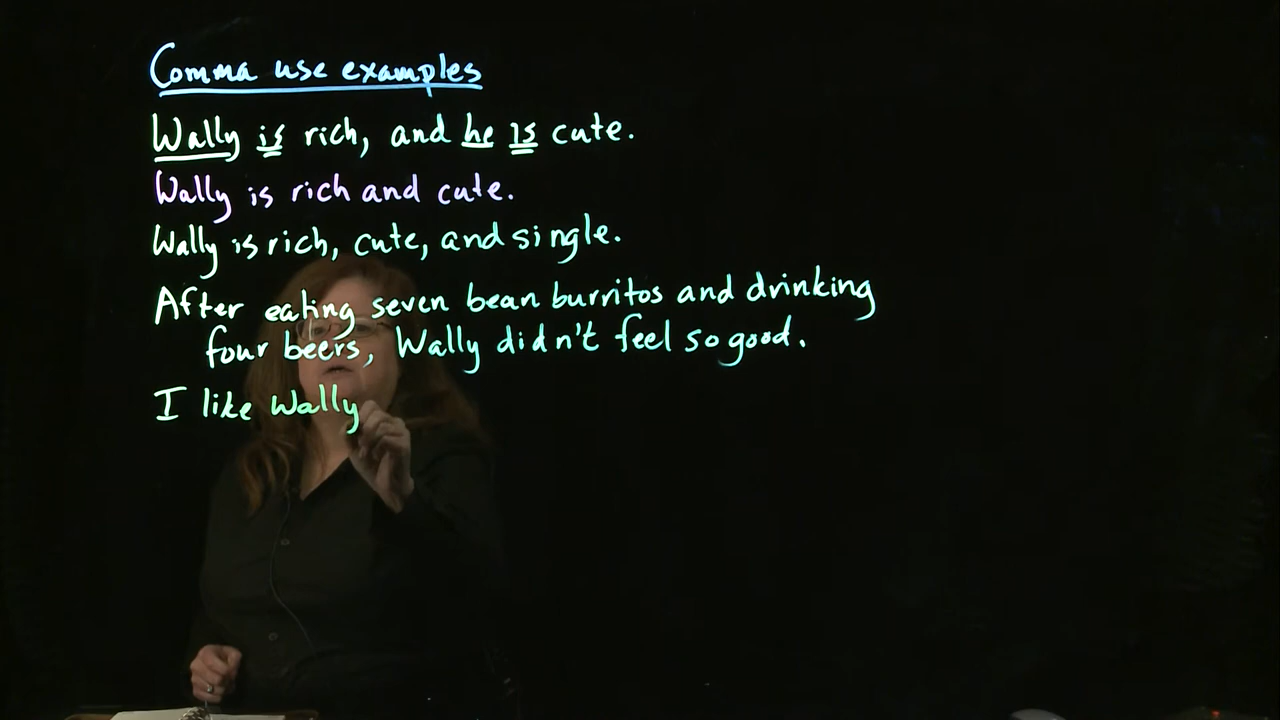 Comma use examples
Wally is rich, and he is cute.
Wally is rich and cute.
Wally is rich, cute, and single.
After eating seven bean burritos and drinking
four beers, Wally didn't feel so good.
I like Wally